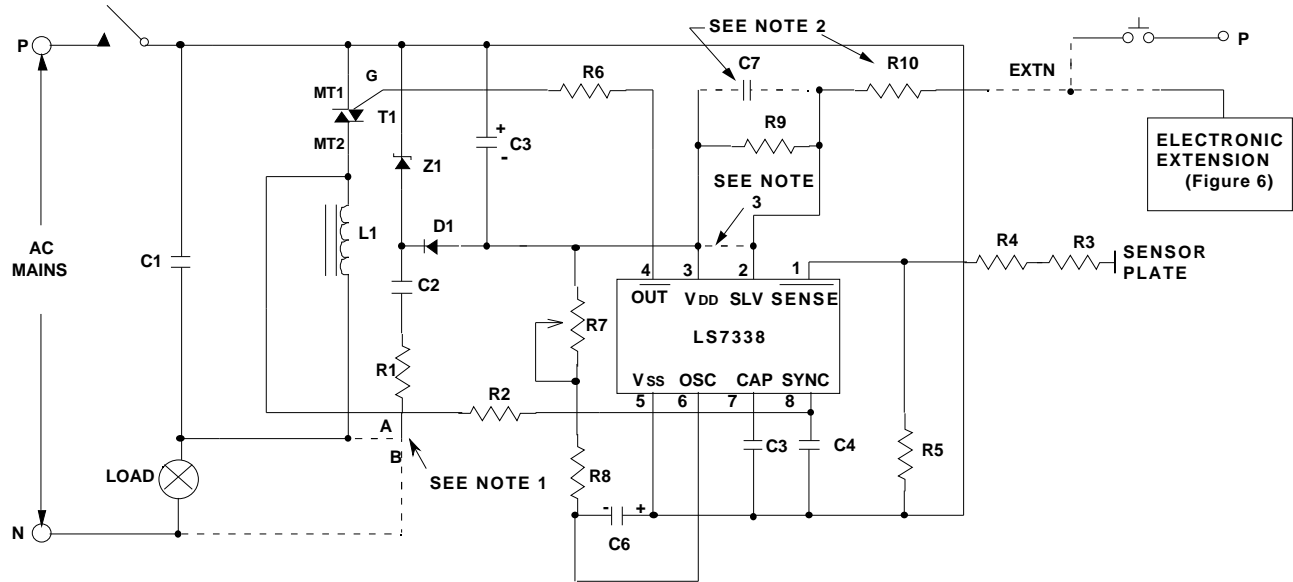 P
SEE NOTE 2
P
G
R6
C7
R10
EXTN
MT1
T1
MT2
+
C3
-
R9
Z1
SEE NOTE
3
ELECTRONIC
EXTENSION
(Figure 6)
AC
MAINS
C1
L1
D1
R4
R3
SENSOR
PLATE
C2
4
3
2
1
OUT
VDD
SLV
SENSE
LS7338
R7
R1
R2
VSS
OSC
CAP
SYNC
5
6
7
8
A
B
SEE NOTE 1
C3
C4
R5
LOAD
R8
-
+
C6
N